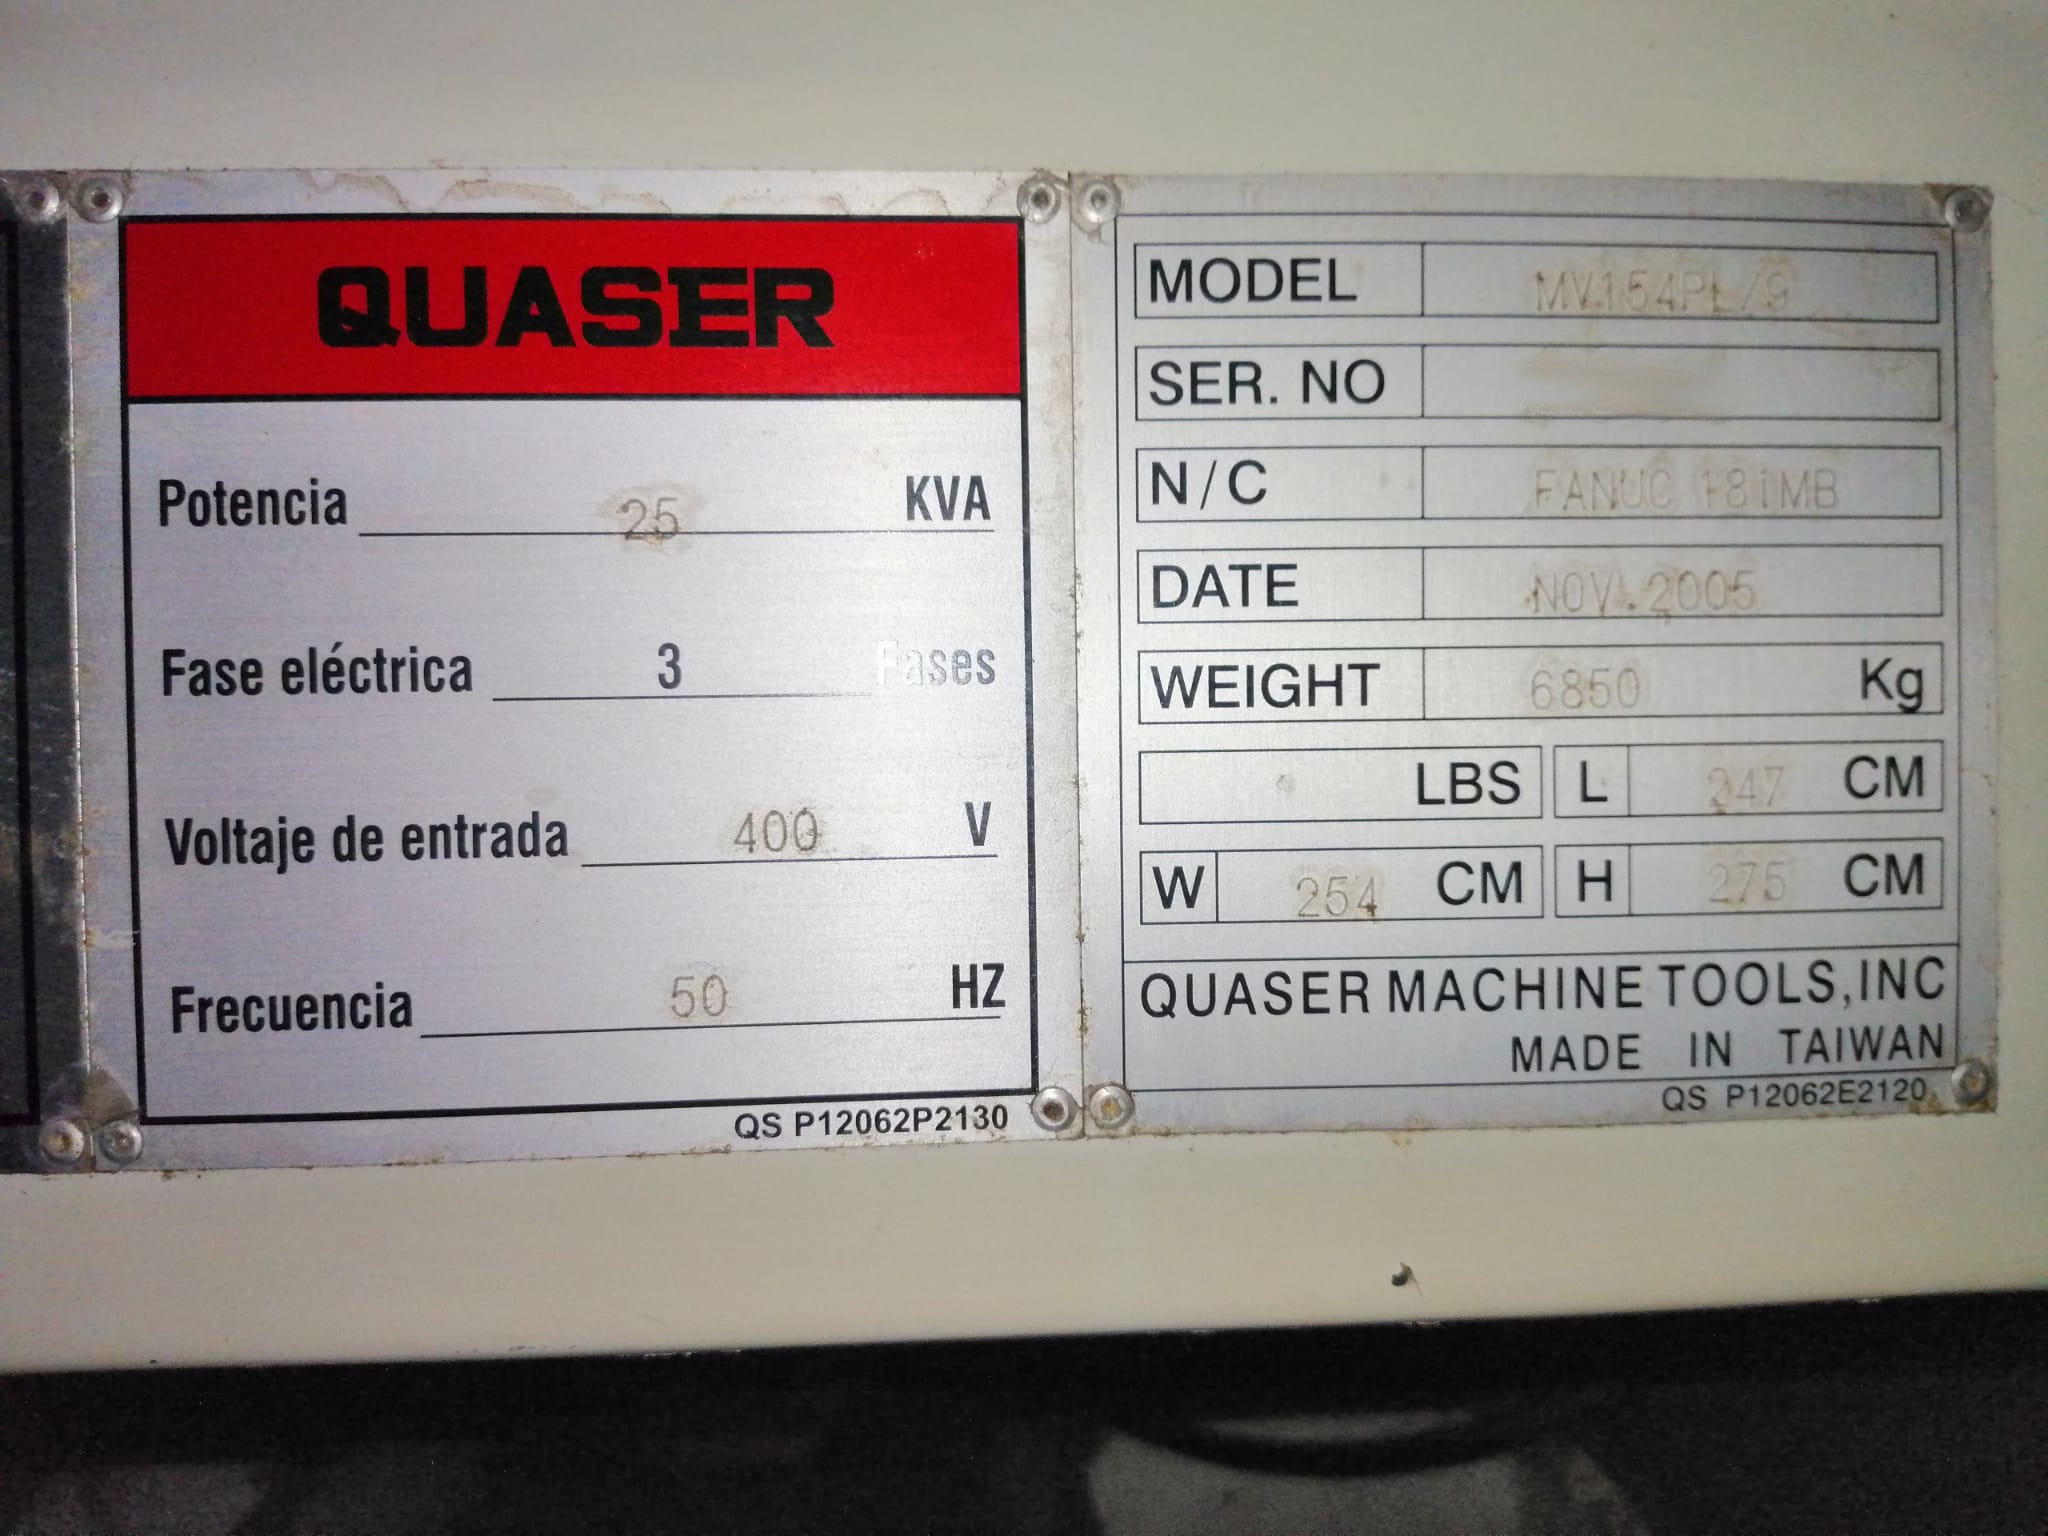 QUASER
Potencia 25 KVA
Fase eléctrica 3 Fases
Voltaje de entrada 400 V
Frecuencia 50 HZ
QS P12062P2130
MODEL MV154PL/9
SER. NO
N/C FANUC 18iMB
DATE NOV.2005
WEIGHT 6850 Kg
LBS L 247 CM
W 254 CM H 275 CM
QUASER MACHINE TOOLS,INC
MADE IN TAIWAN
QS P12062E2120